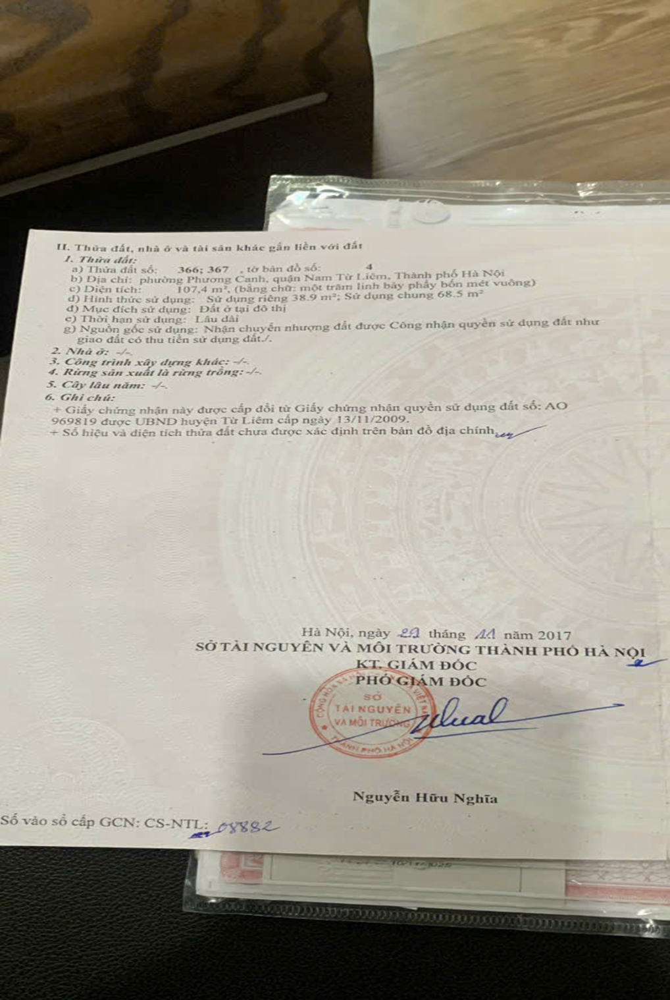 II. Thửa đất, nhà ở và tài sản khác gắn liền với đất
1. Thửa đất:
a) Thửa đất số: 366; 367 , tờ bản đồ số: 4
b) Địa chỉ: phường Phương Canh, quận Nam Từ Liêm, Thành phố Hà Nội
c) Diện tích: 107,4 m², (bằng chữ: một trăm linh bảy phẩy bốn mét vuông)
d) Hình thức sử dụng: Sử dụng riêng 38.9 m²; Sử dụng chung 68.5 m²
đ) Mục đích sử dụng: Đất ở tại đô thị
e) Thời hạn sử dụng: Lâu dài
g) Nguồn gốc sử dụng: Nhận chuyển nhượng đất được Công nhận quyền sử dụng đất như
giao đất có thu tiền sử dụng đất./.
2. Nhà ở: -/-.
3. Công trình xây dựng khác: -/-.
4. Rừng sản xuất là rừng trồng: -/-.
5. Cây lâu năm: -/-.
6. Ghi chú:
+ Giấy chứng nhận này được cấp đổi từ Giấy chứng nhận quyền sử dụng đất số: AO
969819 được UBND huyện Từ Liêm cấp ngày 13/11/2009.
+ Số hiệu và diện tích thửa đất chưa được xác định trên bản đồ địa chính.
Hà Nội, ngày 29 tháng 11 năm 2017
SỞ TÀI NGUYÊN VÀ MÔI TRƯỜNG THÀNH PHỐ HÀ NỘI
KT. GIÁM ĐỐC
PHÓ GIÁM ĐỐC
SỞ
TÀI NGUYÊN
VÀ MÔI TRƯỜNG
THÀNH PHỐ HÀ NỘI
Nguyễn Hữu Nghĩa
Số vào sổ cấp GCN: CS-NTL: 08882